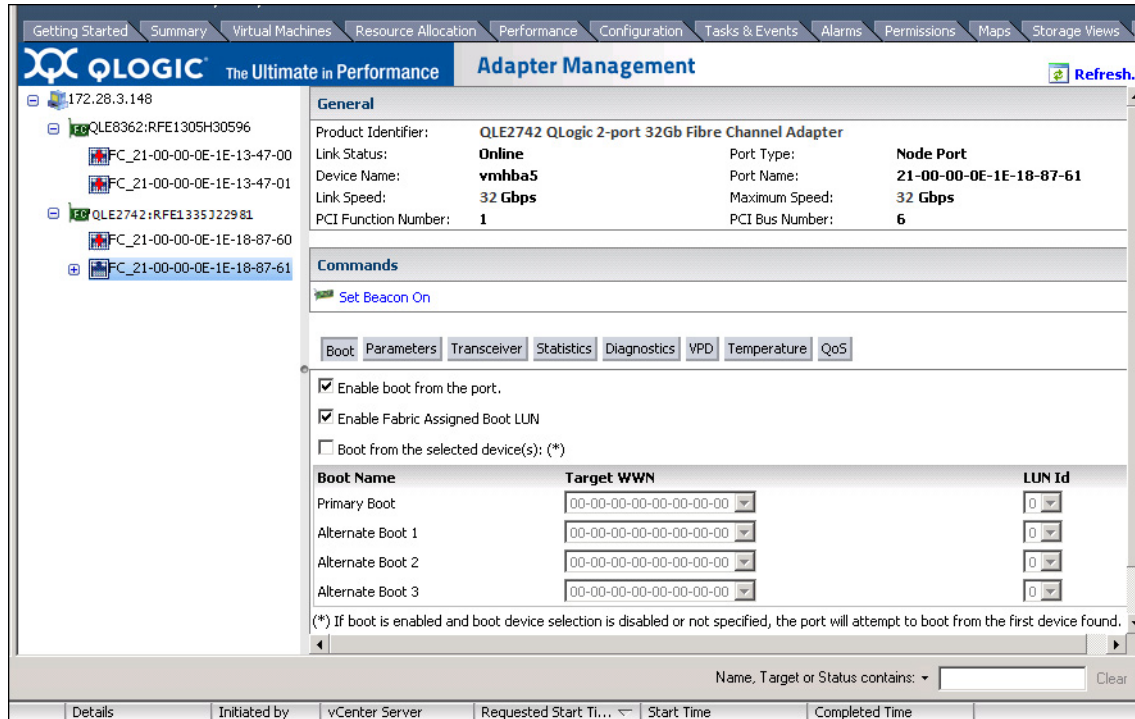 Getting Started Summary Virtual Machines Resource Allocation Performance Configuration Tasks & Events Alarms Permissions Maps Storage Views
QLOGIC The Ultimate in Performance Adapter Management
Refresh.
172.28.3.148
QLE8362:RFE1305H30596
FC_21-00-00-0E-1E-13-47-00
FC_21-00-00-0E-1E-13-47-01
QLE2742:RFE1335J22981
FC_21-00-00-0E-1E-18-87-60
FC_21-00-00-0E-1E-18-87-61
General
Product Identifier: QLE2742 QLogic 2-port 32Gb Fibre Channel Adapter
Link Status: Online Port Type: Node Port
Device Name: vmhba5 Port Name: 21-00-00-0E-1E-18-87-61
Link Speed: 32 Gbps Maximum Speed: 32 Gbps
PCI Function Number: 1 PCI Bus Number: 6
Commands
Set Beacon On
Boot Parameters Transceiver Statistics Diagnostics VPD Temperature QoS
Enable boot from the port.
Enable Fabric Assigned Boot LUN
Boot from the selected device(s): (*)
Boot Name Target WWN LUN Id
Primary Boot 00-00-00-00-00-00-00-00 0
Alternate Boot 1 00-00-00-00-00-00-00-00 0
Alternate Boot 2 00-00-00-00-00-00-00-00 0
Alternate Boot 3 00-00-00-00-00-00-00-00 0
(*) If boot is enabled and boot device selection is disabled or not specified, the port will attempt to boot from the first device found.
Name, Target or Status contains: Clear
Details Initiated by vCenter Server Requested Start Ti... Start Time Completed Time